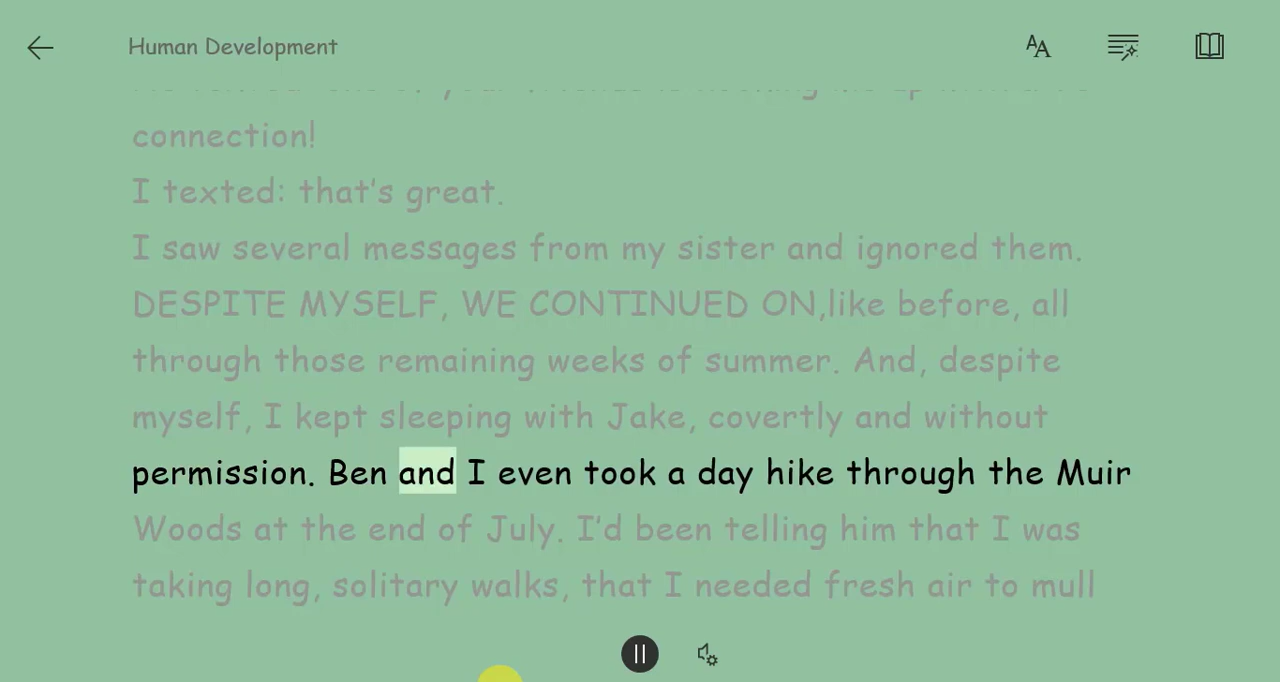 Human Development
connection!
I texted: that's great.
I saw several messages from my sister and ignored them.
DESPITE MYSELF, WE CONTINUED ON,like before, all
through those remaining weeks of summer. And, despite
myself, I kept sleeping with Jake, covertly and without
permission. Ben and I even took a day hike through the Muir
Woods at the end of July. I'd been telling him that I was
taking long, solitary walks, that I needed fresh air to mull